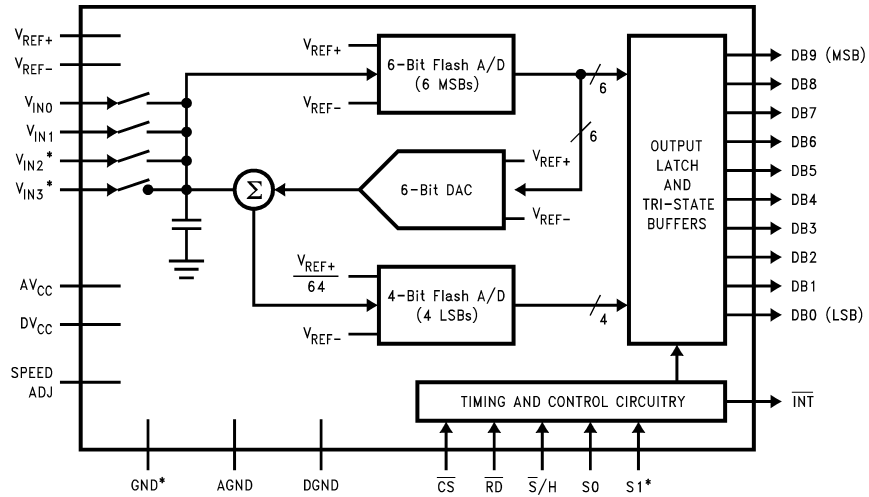 VREF+
VREF-
VIN0
VIN1
VIN2*
VIN3*
AVCC
DVCC
SPEED
ADJ
VREF+
VREF-
6-Bit Flash A/D
(6 MSBs)
6
6
Σ
6-Bit DAC
VREF+
VREF-
VREF+
64
VREF-
4-Bit Flash A/D
(4 LSBs)
4
OUTPUT
LATCH
AND
TRI-STATE
BUFFERS
DB9 (MSB)
DB8
DB7
DB6
DB5
DB4
DB3
DB2
DB1
DB0 (LSB)
TIMING AND CONTROL CIRCUITRY
INT
GND*
AGND
DGND
CS
RD
S/H
S0
S1*